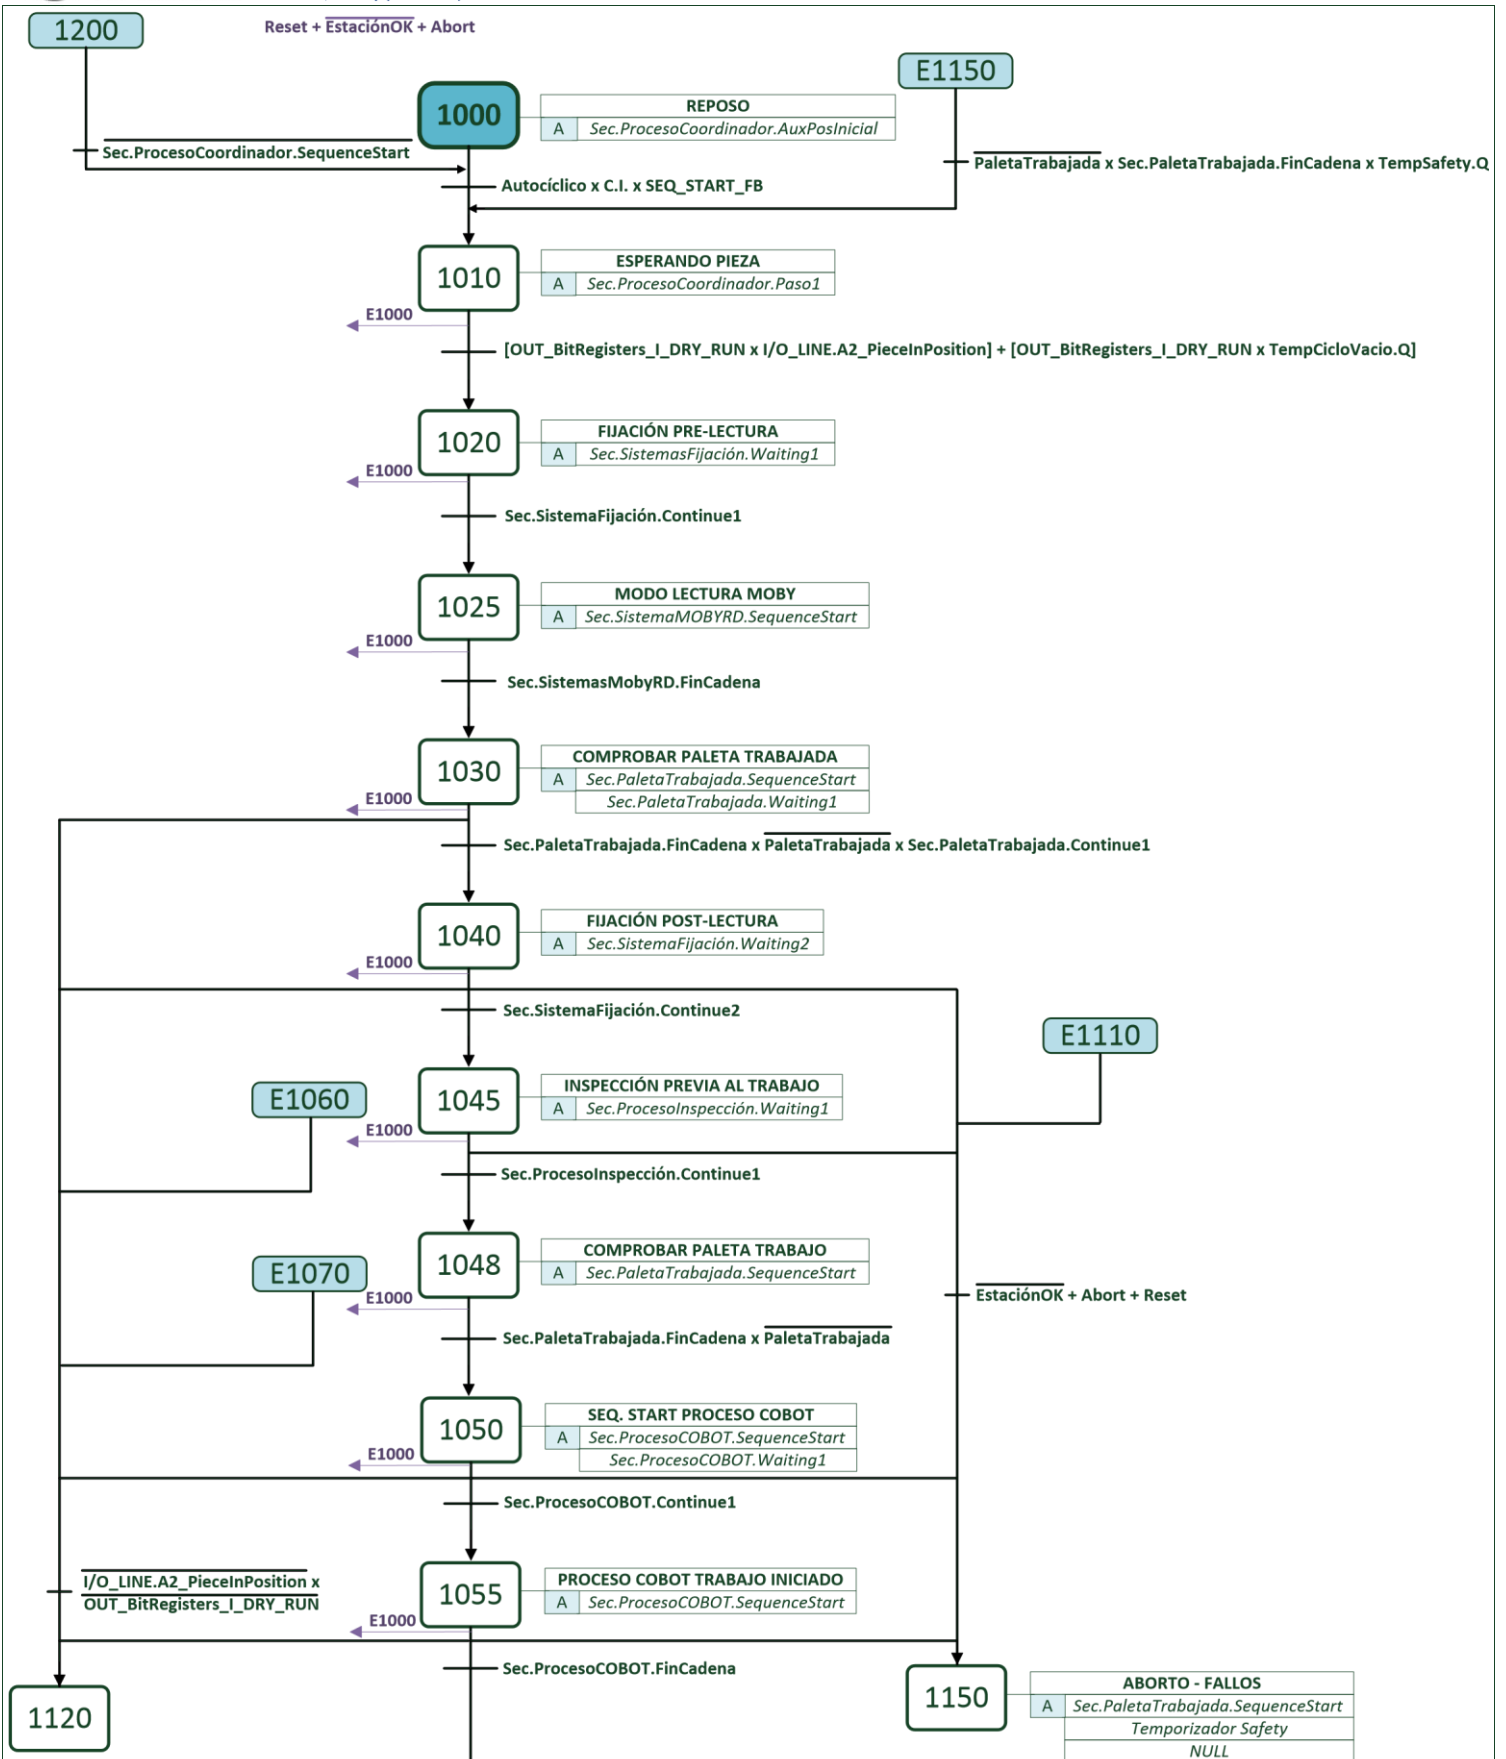 1200
Reset + EstaciónOK + Abort
E1150
1000
REPOSO
A Sec.ProcesoCoordinador.AuxPosInicial
Sec.ProcesoCoordinador.SequenceStart
PaletaTrabajada x Sec.PaletaTrabajada.FinCadena x TempSafety.Q
Autocíclico x C.I. x SEQ_START_FB
1010
ESPERANDO PIEZA
A Sec.ProcesoCoordinador.Paso1
E1000
[OUT_BitRegisters_I_DRY_RUN x I/O_LINE.A2_PieceInPosition] + [OUT_BitRegisters_I_DRY_RUN x TempCicloVacio.Q]
1020
FIJACIÓN PRE-LECTURA
A Sec.SistemasFijación.Waiting1
E1000
Sec.SistemaFijación.Continue1
1025
MODO LECTURA MOBY
A Sec.SistemaMOBYRD.SequenceStart
E1000
Sec.SistemasMobyRD.FinCadena
1030
COMPROBAR PALETA TRABAJADA
A Sec.PaletaTrabajada.SequenceStart
Sec.PaletaTrabajada.Waiting1
E1000
Sec.PaletaTrabajada.FinCadena x PaletaTrabajada x Sec.PaletaTrabajada.Continue1
1040
FIJACIÓN POST-LECTURA
A Sec.SistemaFijación.Waiting2
E1000
Sec.SistemaFijación.Continue2
E1110
1045
INSPECCIÓN PREVIA AL TRABAJO
A Sec.ProcesoInspección.Waiting1
E1060
E1000
Sec.ProcesoInspección.Continue1
1048
COMPROBAR PALETA TRABAJO
A Sec.PaletaTrabajada.SequenceStart
E1070
E1000
EstaciónOK + Abort + Reset
Sec.PaletaTrabajada.FinCadena x PaletaTrabajada
1050
SEQ. START PROCESO COBOT
A Sec.ProcesoCOBOT.SequenceStart
Sec.ProcesoCOBOT.Waiting1
E1000
Sec.ProcesoCOBOT.Continue1
I/O_LINE.A2_PieceInPosition x
OUT_BitRegisters_I_DRY_RUN
1055
PROCESO COBOT TRABAJO INICIADO
A Sec.ProcesoCOBOT.SequenceStart
E1000
Sec.ProcesoCOBOT.FinCadena
1120
1150
ABORTO - FALLOS
A Sec.PaletaTrabajada.SequenceStart
Temporizador Safety
NULL